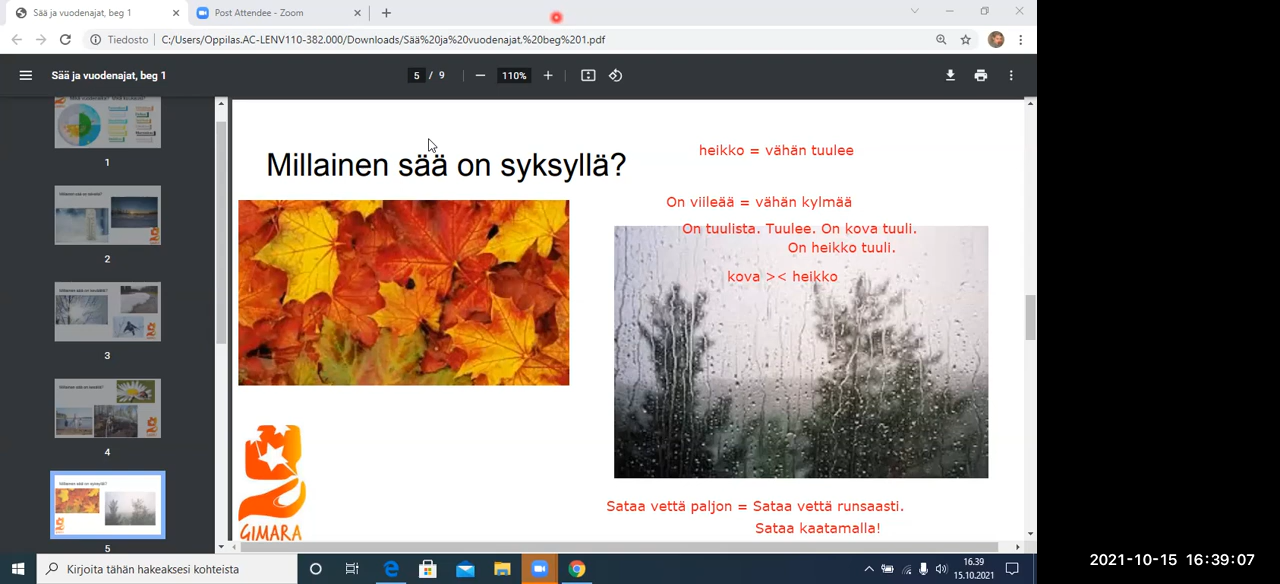 Sää ja vuodenajat, beg 1
Post Attendee - Zoom
Tiedosto
C:/Users/Oppilas.AC-LENV110-382.000/Downloads/Sää%20ja%20vuodenajat.%20beg%201.pdf
Sää ja vuodenajat, beg 1
5 / 9
110%
1
2
3
4
5
Millainen sää on syksyllä?
heikko = vähän tuulee
On viileää = vähän kylmää
On tuulista. Tuulee. On kova tuuli.
On heikko tuuli.
kova >< heikko
GIMARA
Sataa vettä paljon = Sataa vettä runsaasti.
Sataa kaatamalla!
Kirjoita tähän hakeaksesi kohteista
16.39
15.10.2021
2021-10-15 16:39:07